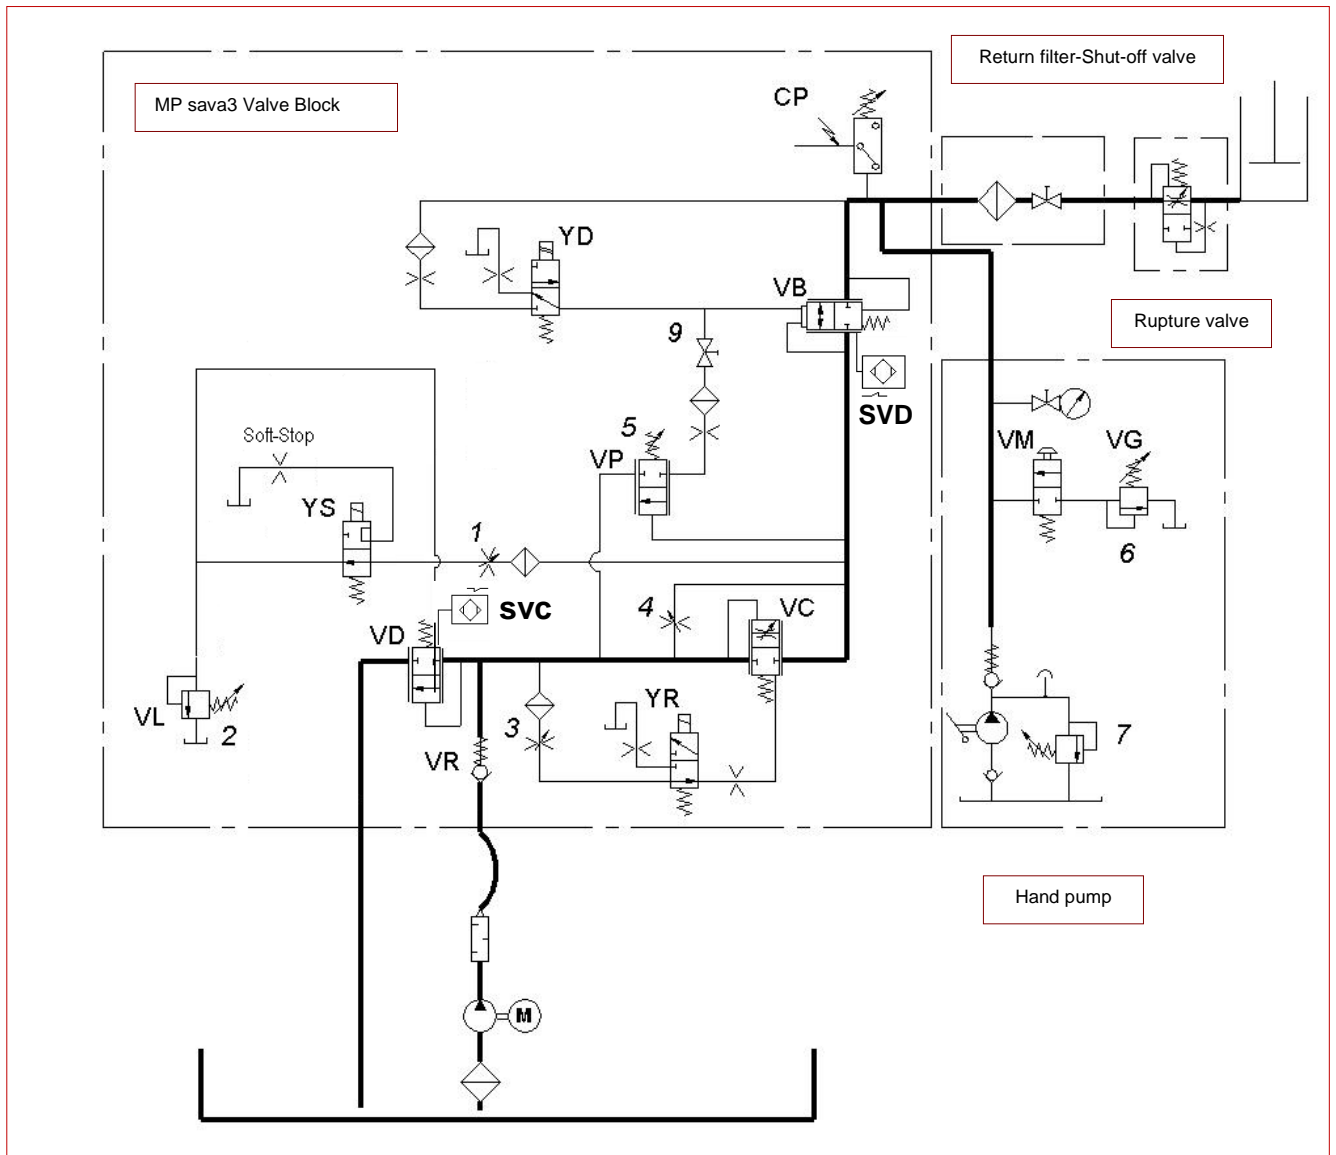 Return filter-Shut-off valve
MP sava3 Valve Block
CP
YD
VB
9
Rupture valve
SVD
Soft-Stop
5
VP
VM
VG
YS
1
6
SVC
4
VC
VD
YR
VL
2
3
7
VR
Hand pump
M